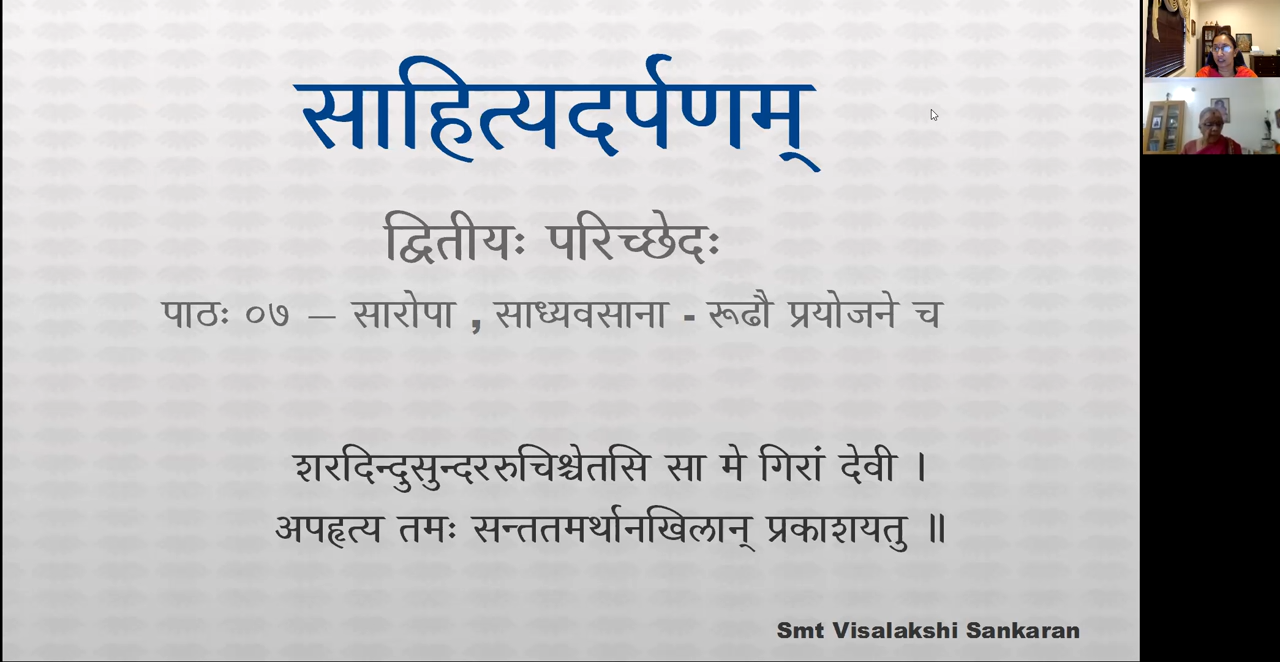 साहित्यदर्पणम्
द्वितीयः परिच्छेदः
पाठः ०७ – सारोपा , साध्यवसाना - रूढौ प्रयोजने च
शरदिन्दुसुन्दररुचिश्चेतसि सा मे गिरां देवी ।
अपहृत्य तमः सन्ततमर्थानखिलान् प्रकाशयतु ॥
Smt Visalakshi Sankaran